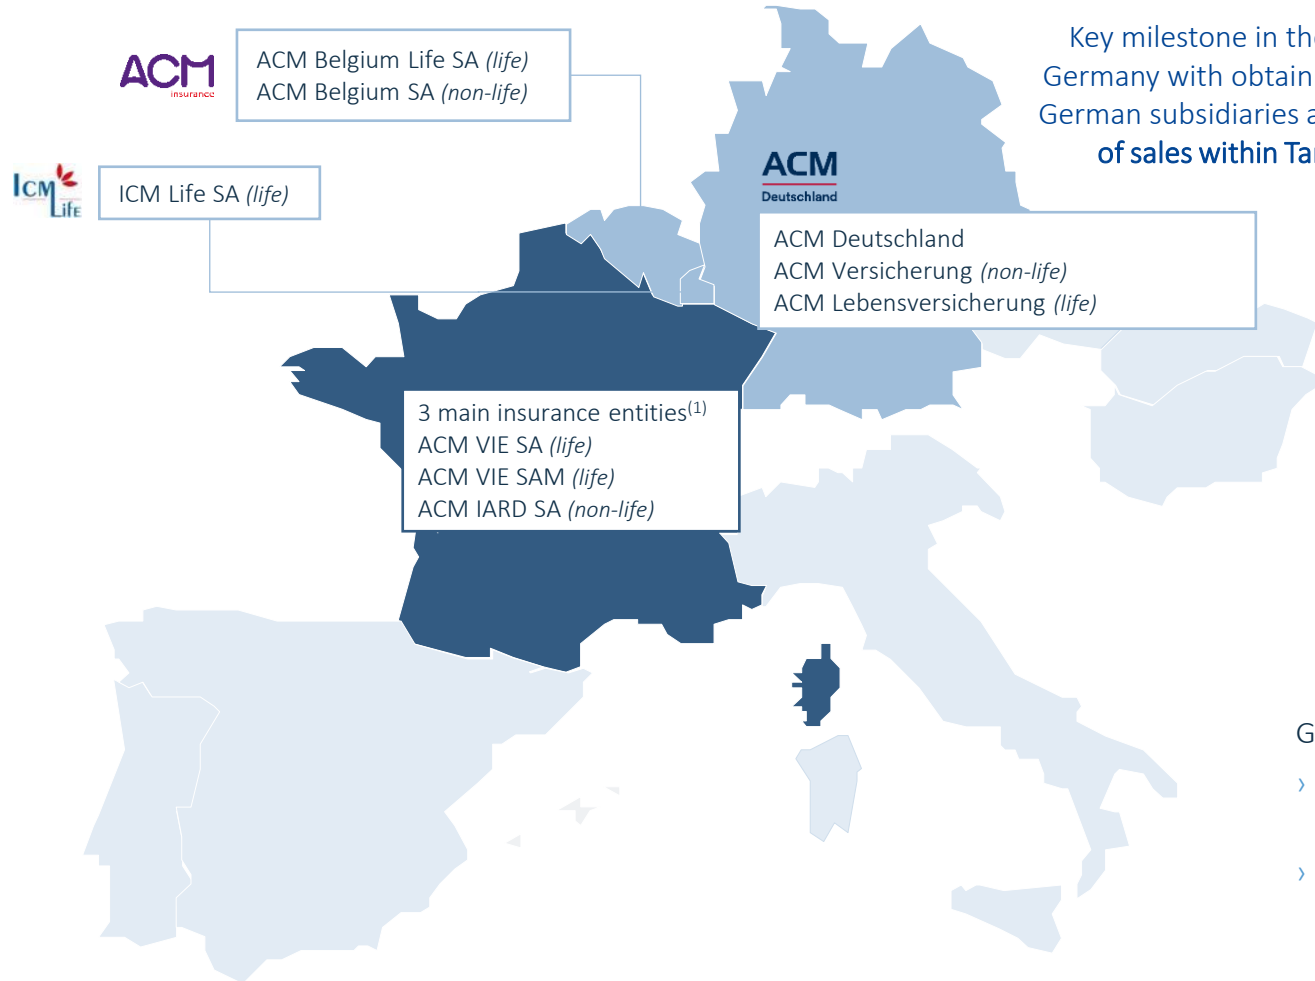 ACM
insurance
ACM Belgium Life SA (life)
ACM Belgium SA (non-life)
Key milestone in the
Germany with obtain
German subsidiaries a
of sales within Tar
ICM
Life
ICM Life SA (life)
ACM
Deutschland
ACM Deutschland
ACM Versicherung (non-life)
ACM Lebensversicherung (life)
3 main insurance entities(1)
ACM VIE SA (life)
ACM VIE SAM (life)
ACM IARD SA (non-life)
G
›
›